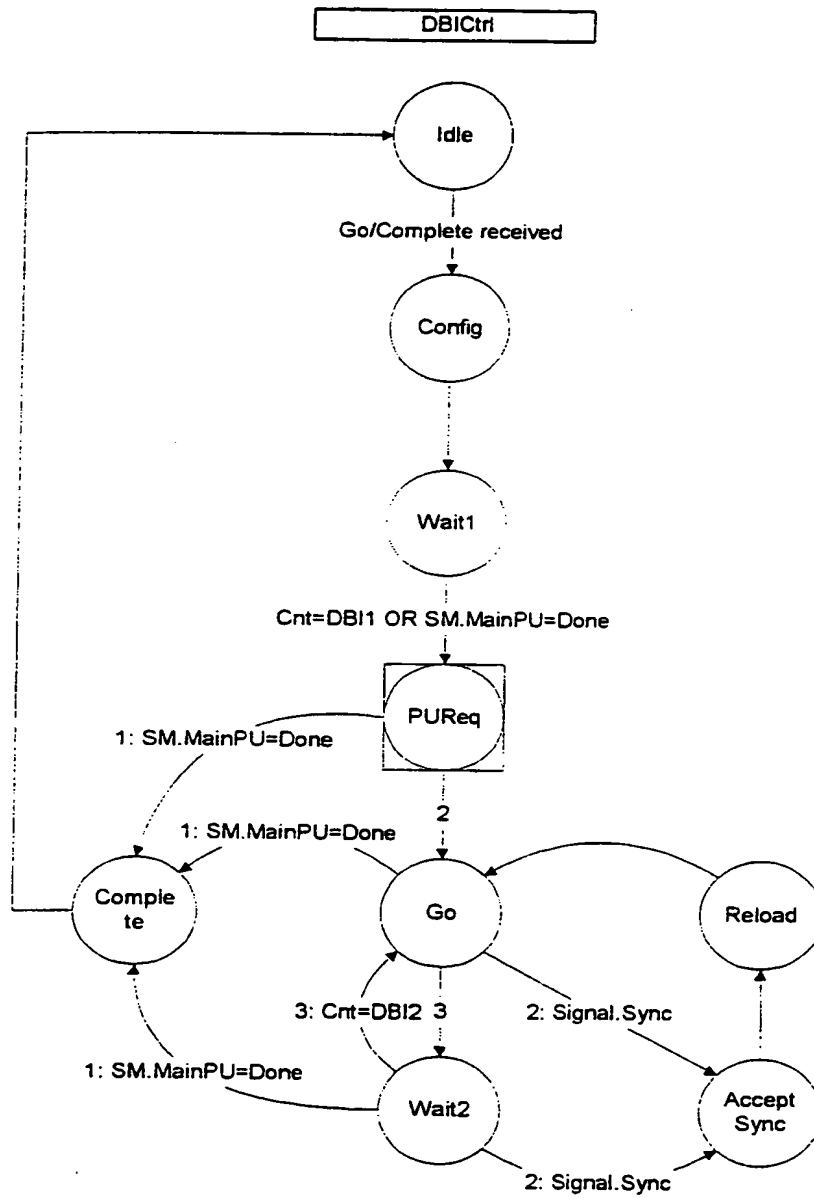 DBICtrl
Idle
Go/Complete received
Config
Wait1
Cnt=DBI1 OR SM.MainPU=Done
PUReq
1: SM.MainPU=Done
2
1: SM.MainPU=Done
Comple
te
Go
Reload
3: Cnt=DBI2
3
2: Signal.Sync
1: SM.MainPU=Done
Wait2
Accept
Sync
2: Signal.Sync